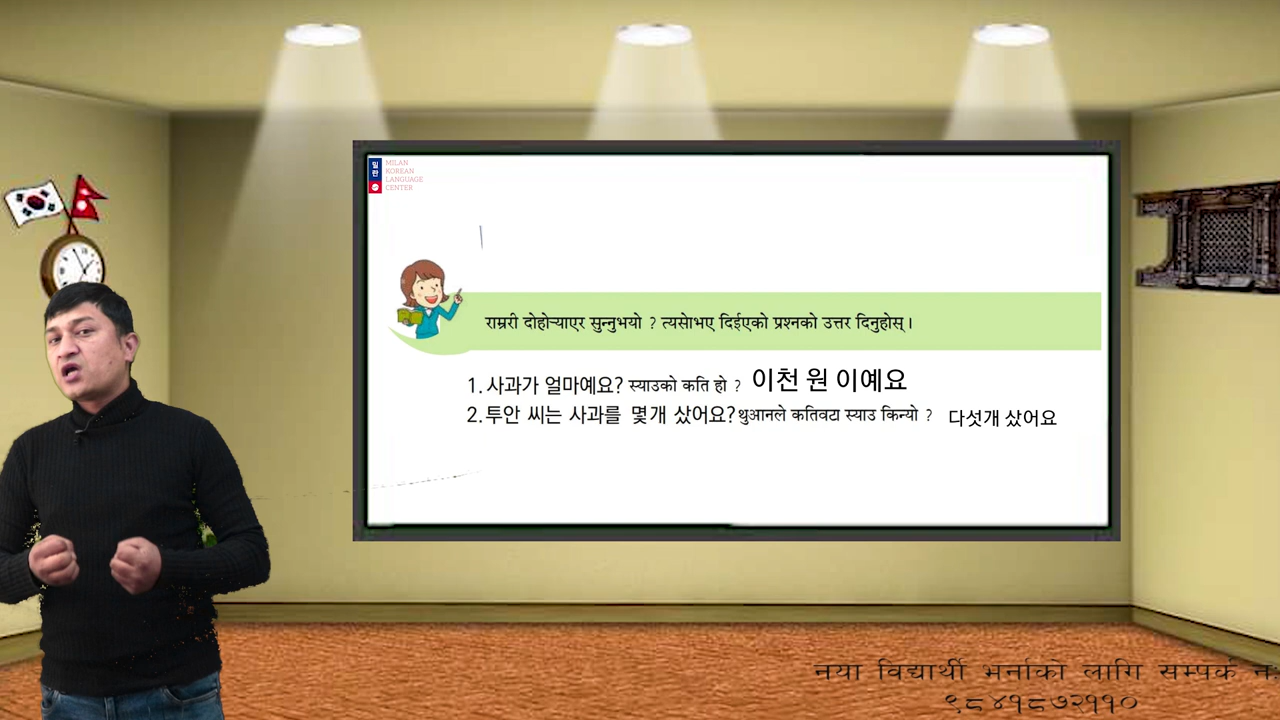 밀란
MILAN
KOREAN
LANGUAGE
CENTER
राम्ररी दोहोऱ्याएर सुन्नुभयो ? त्यसोभए दिईएको प्रश्नको उत्तर दिनुहोस् ।
1. 사과가 얼마예요? स्याउको कति हो ? 이천 원 이예요
2. 투안 씨는 사과를 몇개 샀어요? थुआनले कतिवटा स्याउ किन्यो ? 다섯개 샀어요
नया विद्यार्थी भर्नाको लागि सम्पर्क न:
९८४१८७२११०